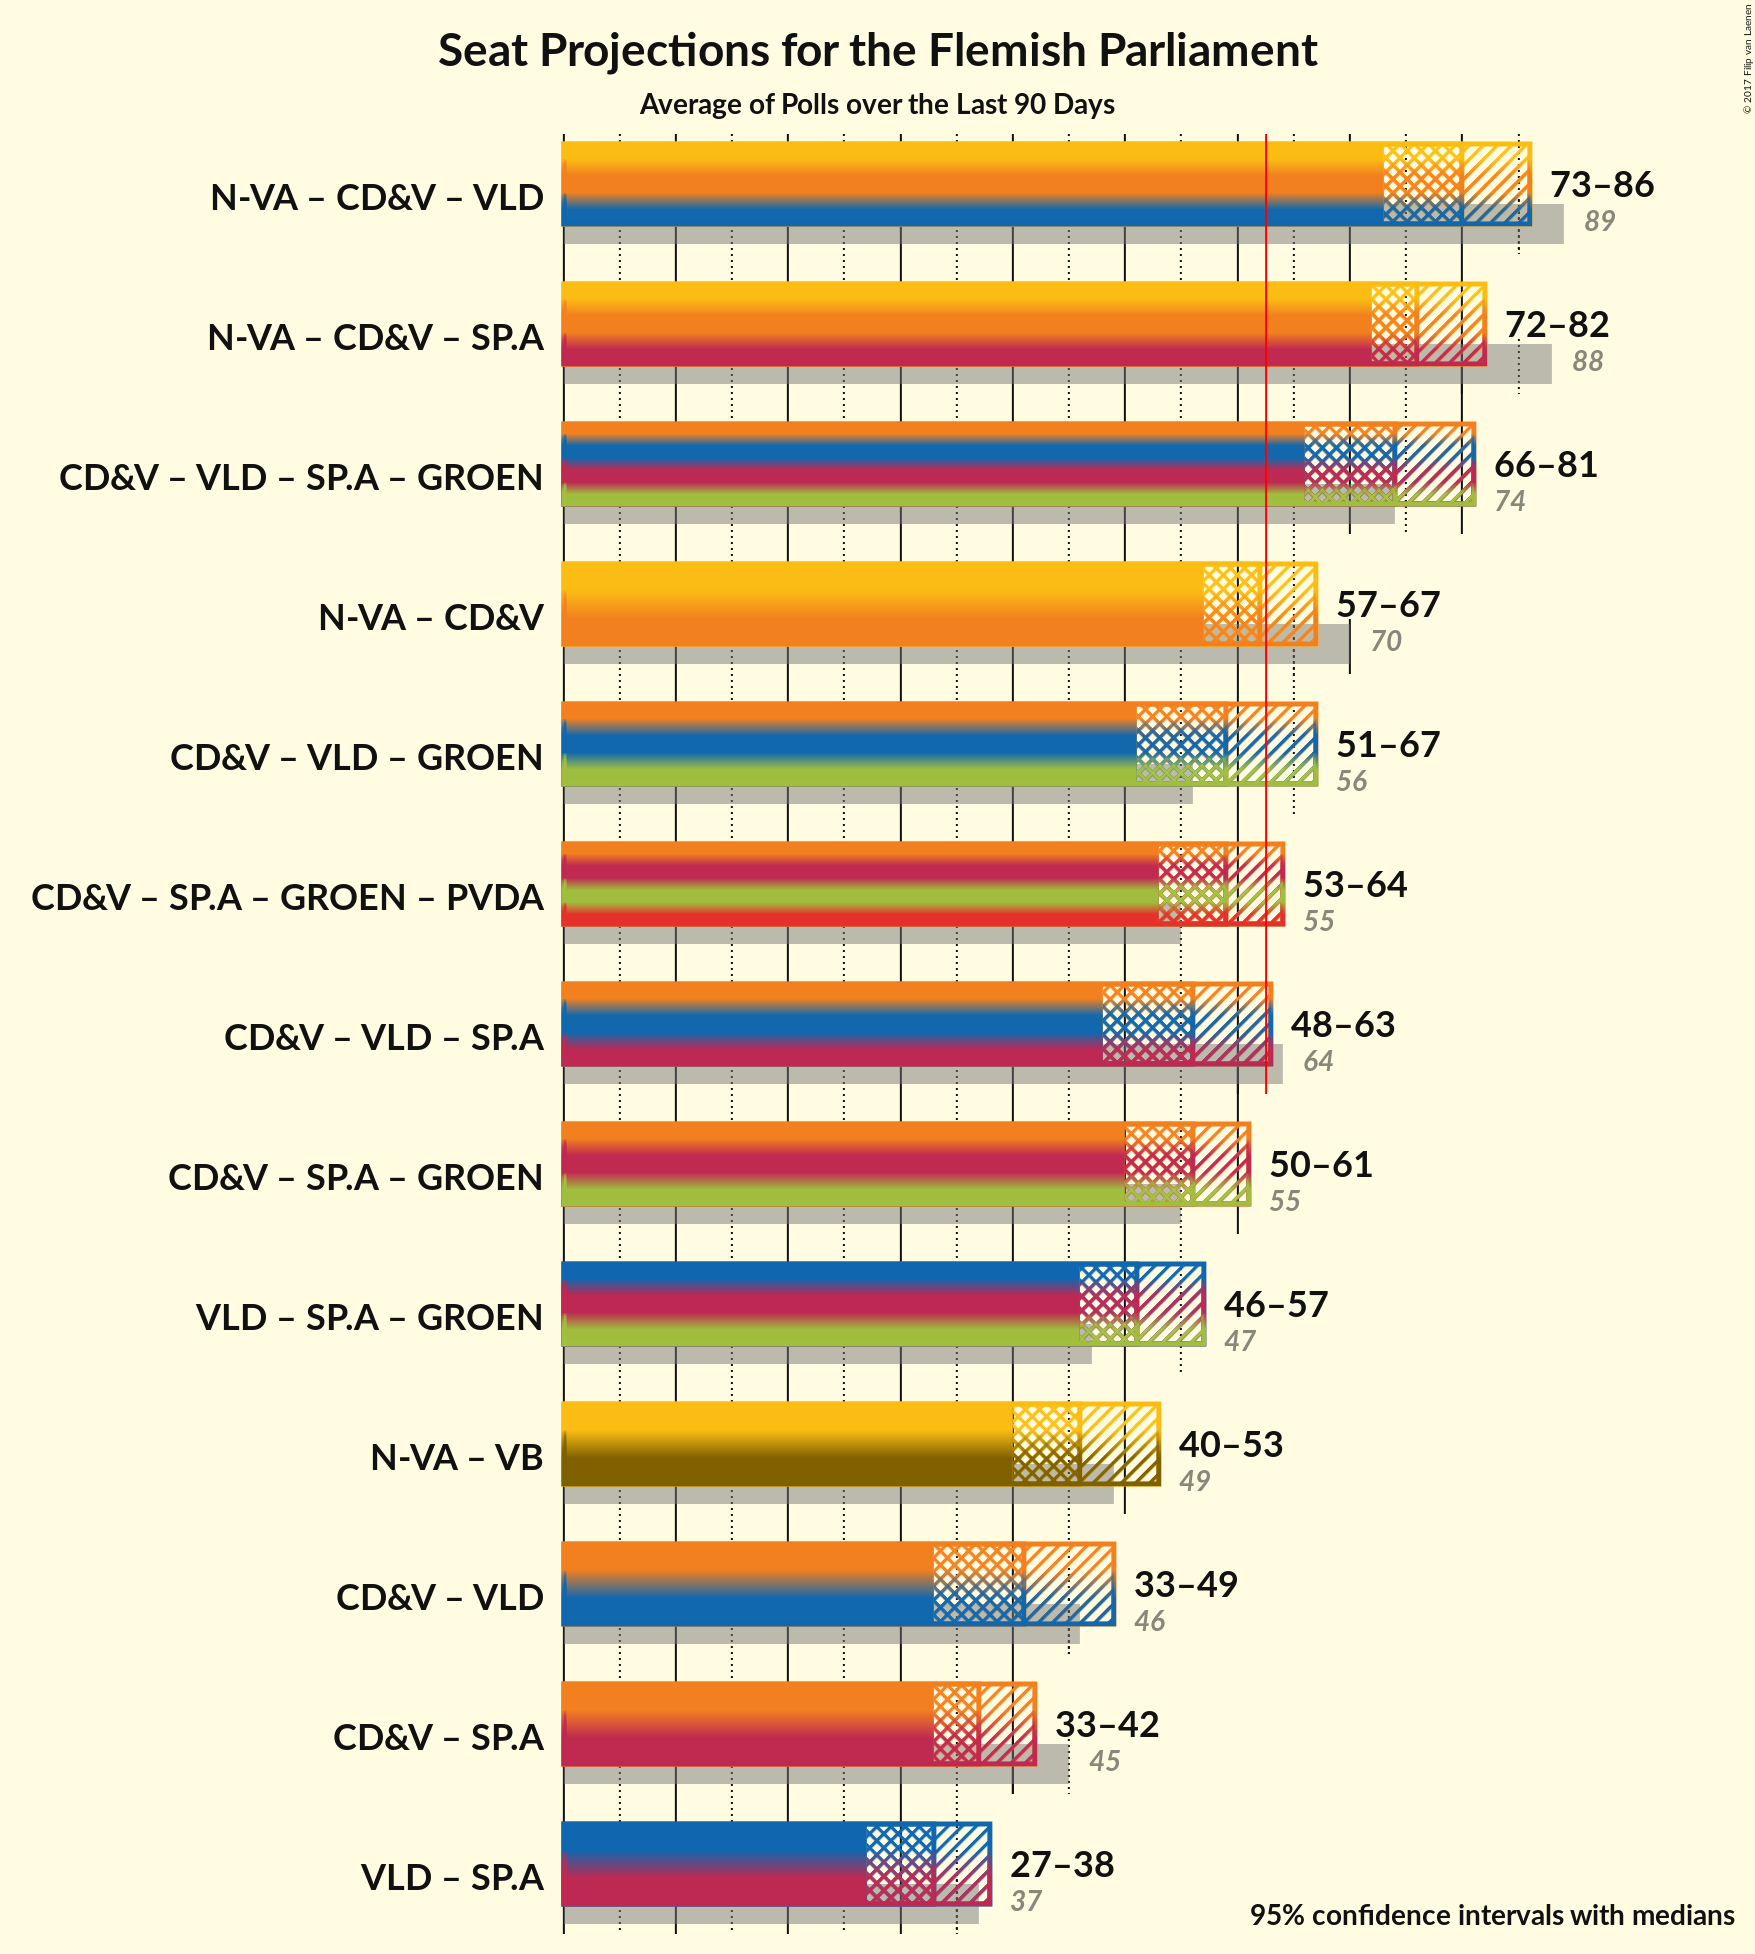 Seat Projections for the Flemish Parliament
Average of Polls over the Last 90 Days
© 2017 Filip van Laenen
N-VA – CD&V – VLD
73–86
89
N-VA – CD&V – SP.A
72–82
88
CD&V – VLD – SP.A – GROEN
66–81
74
N-VA – CD&V
57–67
70
CD&V – VLD – GROEN
51–67
56
CD&V – SP.A – GROEN – PVDA
53–64
55
CD&V – VLD – SP.A
48–63
64
CD&V – SP.A – GROEN
50–61
55
VLD – SP.A – GROEN
46–57
47
N-VA – VB
40–53
49
CD&V – VLD
33–49
46
CD&V – SP.A
33–42
45
VLD – SP.A
27–38
37
95% confidence intervals with medians